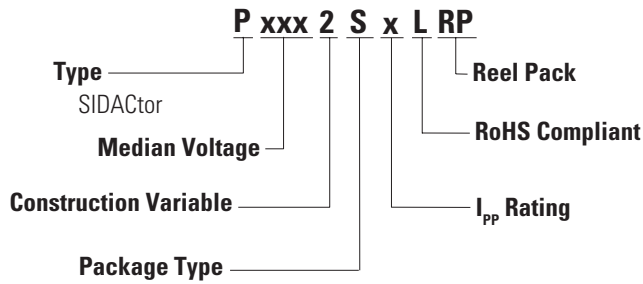 P xxx 2 S x L RP
Type
SIDACtor
Median Voltage
Construction Variable
Package Type
Reel Pack
RoHS Compliant
Ipp Rating